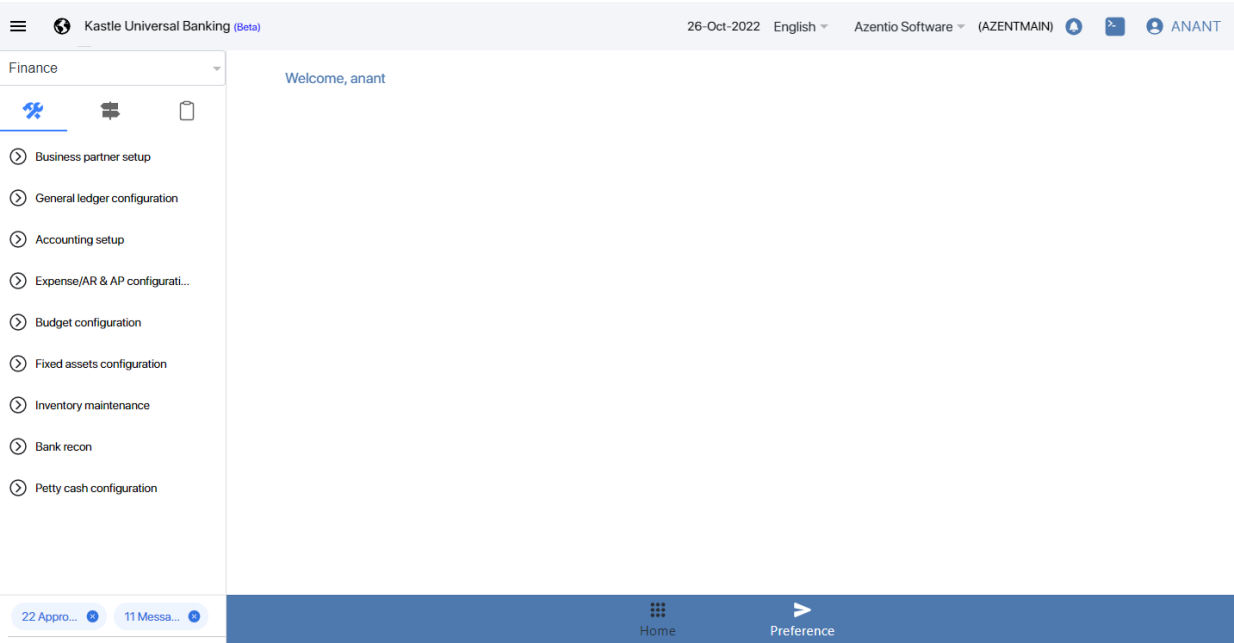 Kastle Universal Banking (Beta)
26-Oct-2022 English Azentio Software (AZENTMAIN) ANANT
Finance
Welcome, anant
Business partner setup
General ledger configuration
Accounting setup
Expense/AR & AP configurati...
Budget configuration
Fixed assets configuration
Inventory maintenance
Bank recon
Petty cash configuration
22 Appro... 11 Messa...
Home Preference